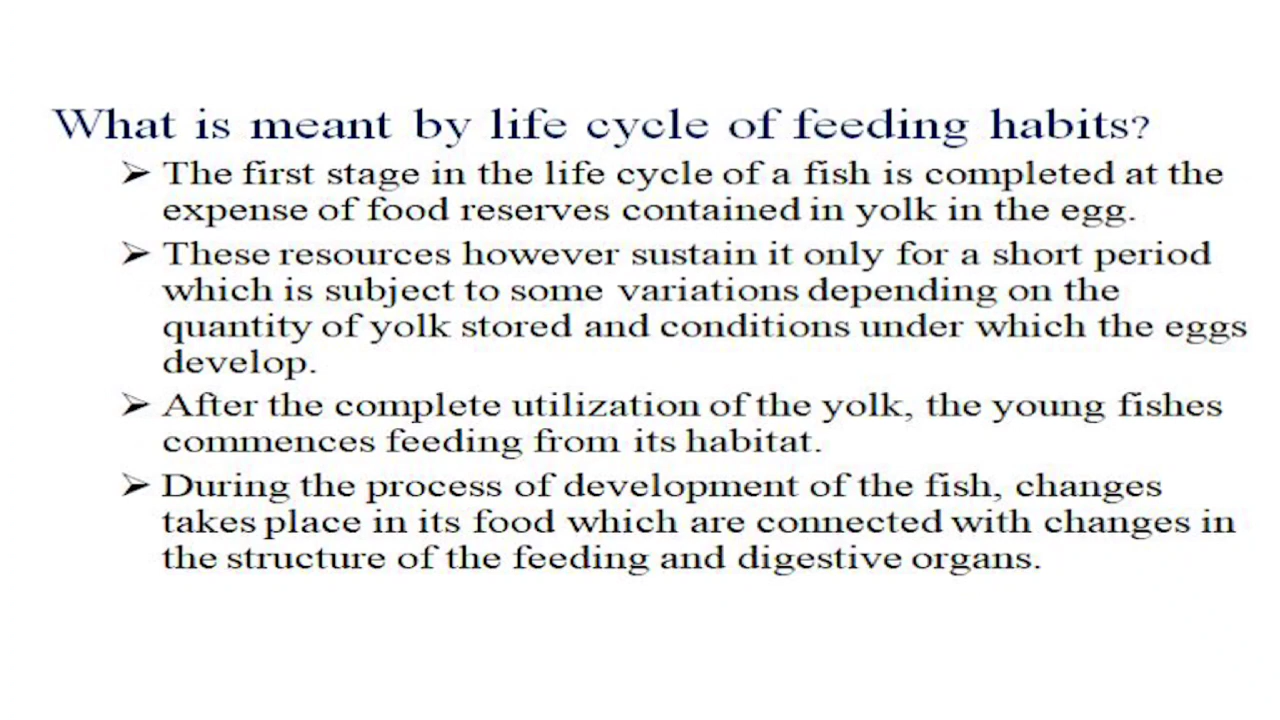 What is meant by life cycle of feeding habits?
➢ The first stage in the life cycle of a fish is completed at the
expense of food reserves contained in yolk in the egg.
➢ These resources however sustain it only for a short period
which is subject to some variations depending on the
quantity of yolk stored and conditions under which the eggs
develop.
➢ After the complete utilization of the yolk, the young fishes
commences feeding from its habitat.
➢ During the process of development of the fish, changes
takes place in its food which are connected with changes in
the structure of the feeding and digestive organs.